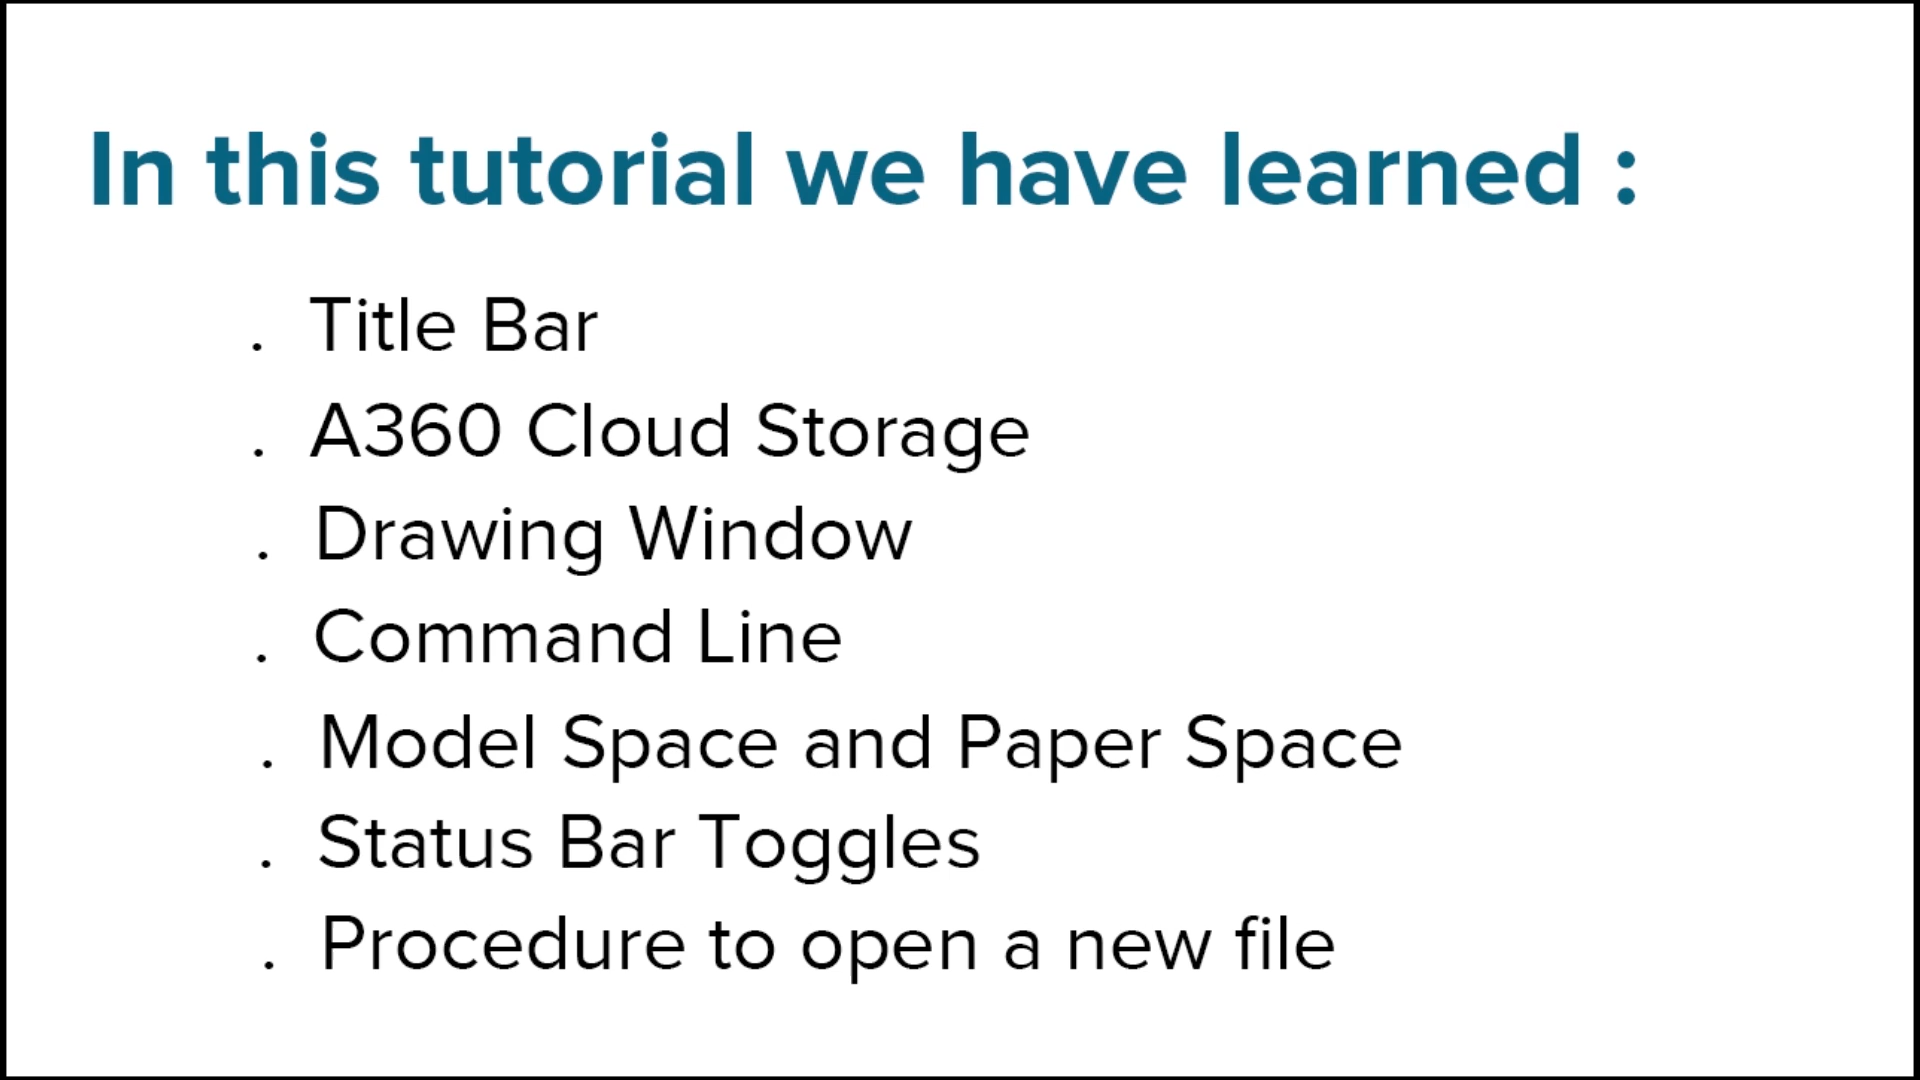 In this tutorial we have learned :
. Title Bar
. A360 Cloud Storage
. Drawing Window
. Command Line
. Model Space and Paper Space
. Status Bar Toggles
. Procedure to open a new file